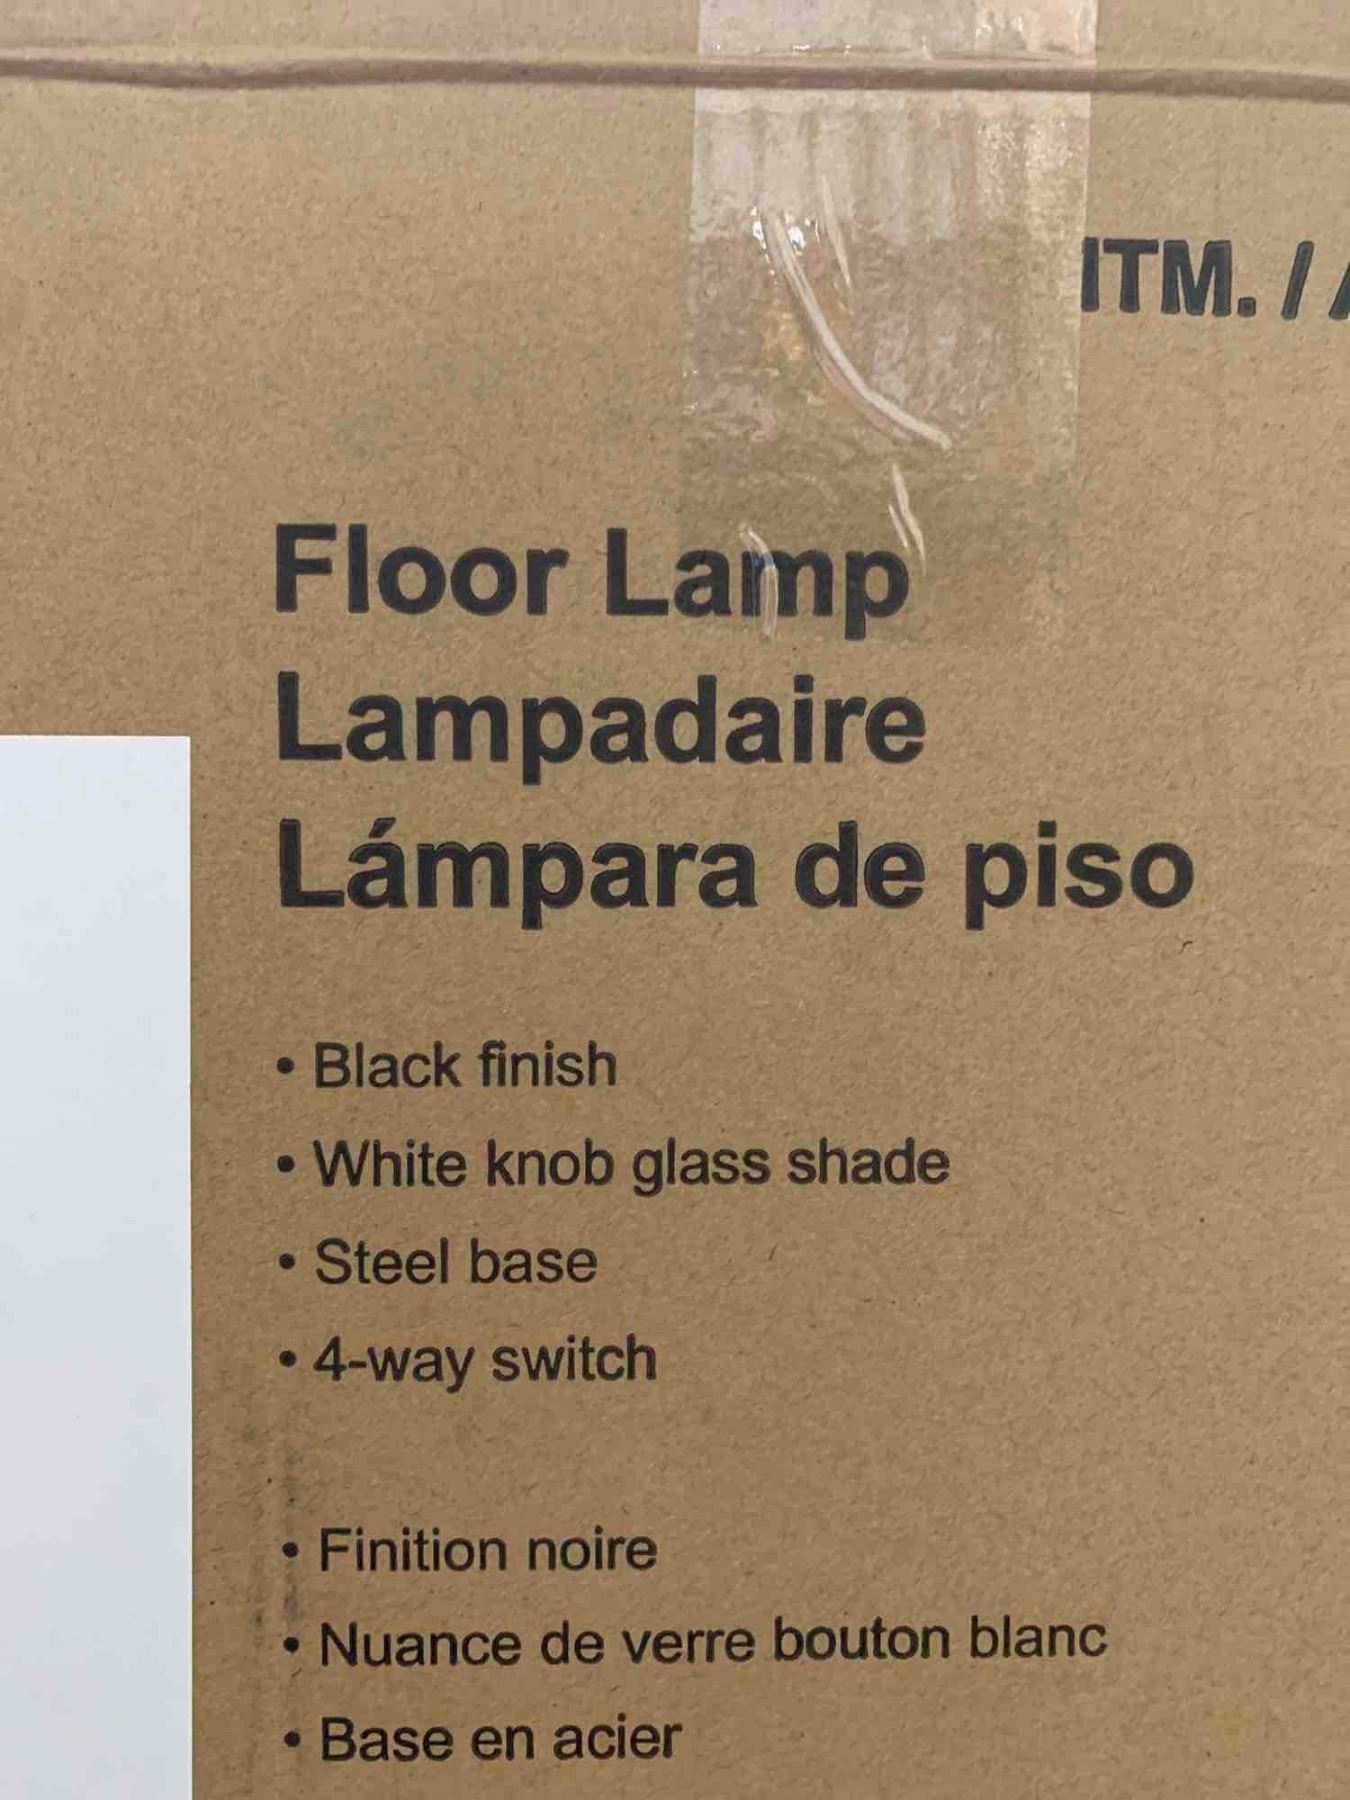 ITM. /
Floor Lamp
Lampadaire
Lámpara de piso
• Black finish
• White knob glass shade
• Steel base
• 4-way switch
• Finition noire
• Nuance de verre bouton blanc
• Base en acier